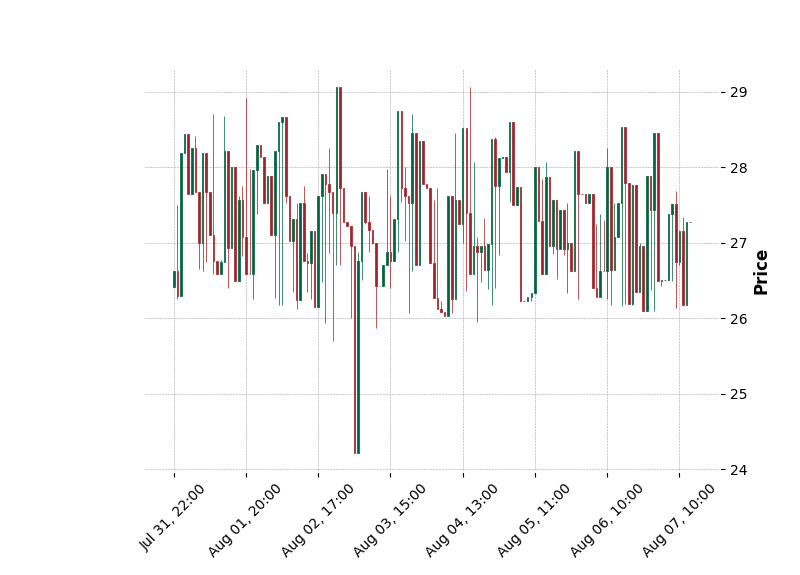 29
28
27
26
25
24
Price
Jul 31, 22:00
Aug 01, 20:00
Aug 02, 17:00
Aug 03, 15:00
Aug 04, 13:00
Aug 05, 11:00
Aug 06, 10:00
Aug 07, 10:00